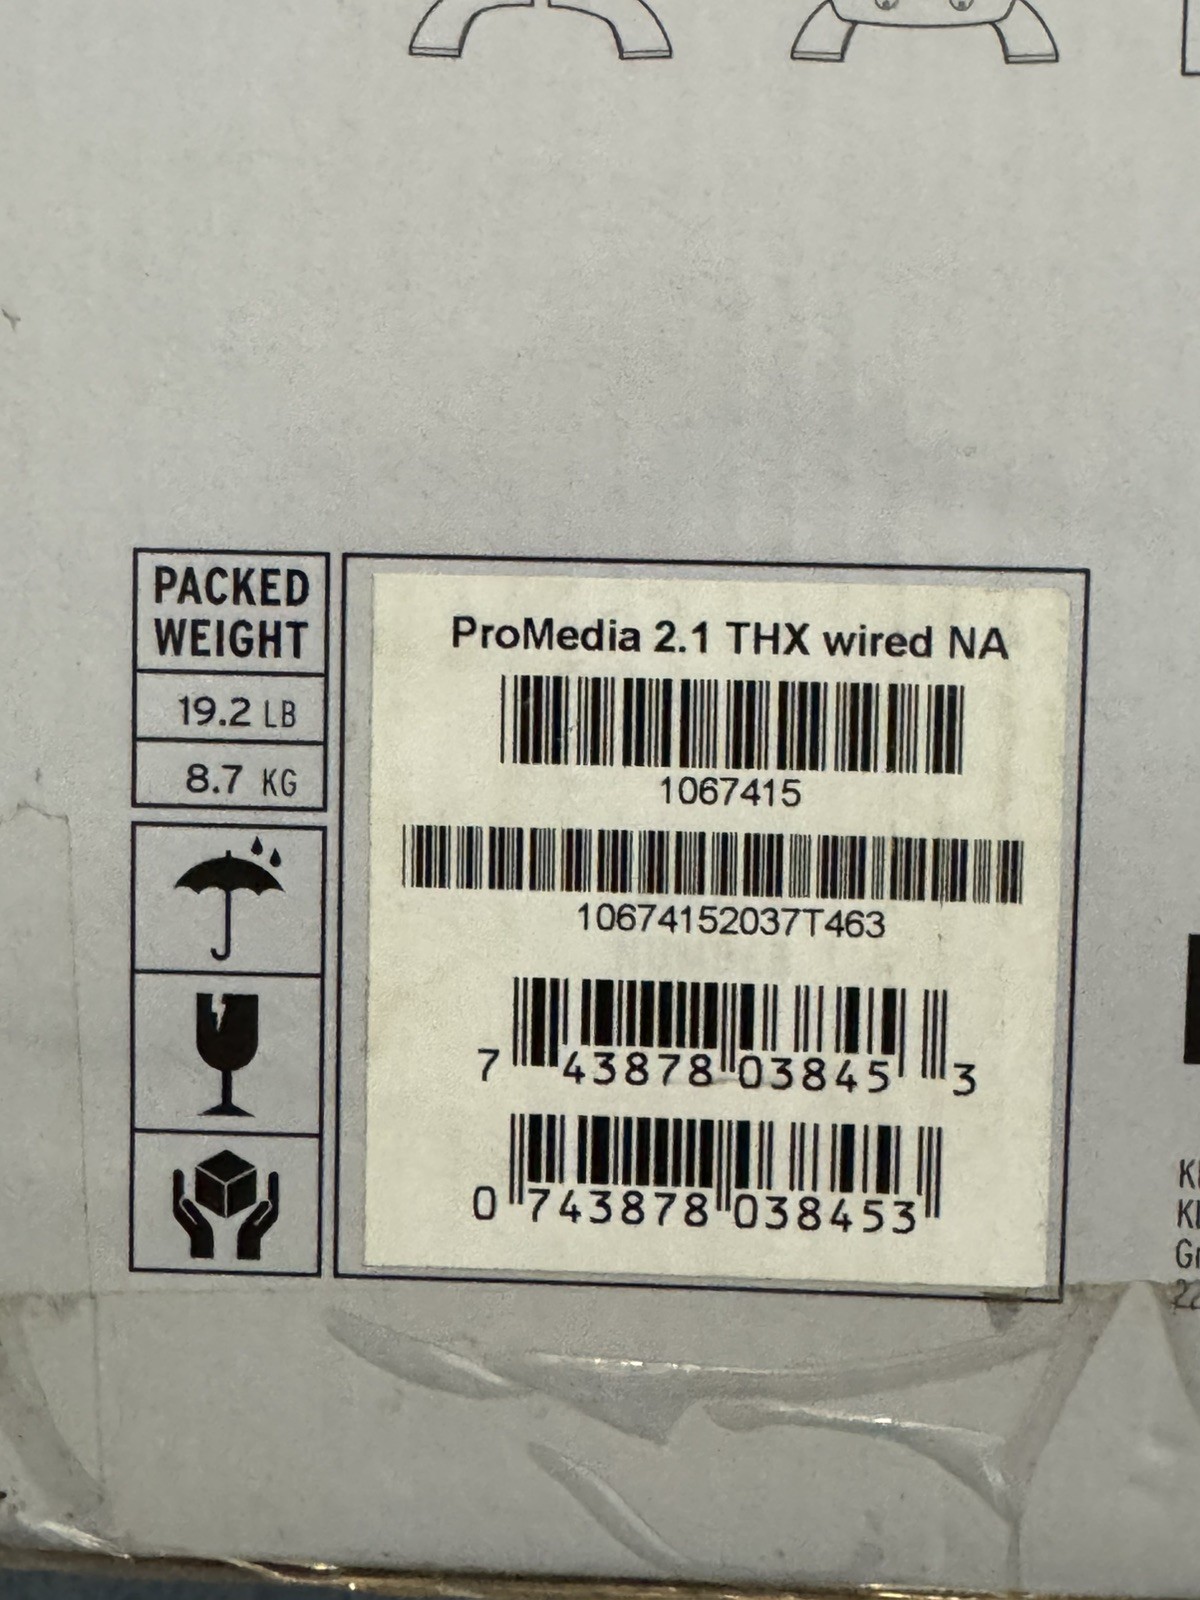 PACKED
WEIGHT
19.2 LB
8.7 KG
ProMedia 2.1 THX wired NA
1067415
10674152037T463
7 43878 03845 3
0 743878 038453